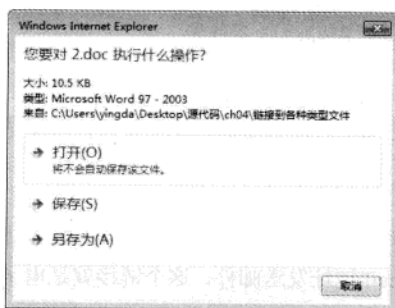 Windows Internet Explorer
您要对 2.doc 执行什么操作?
大小: 10.5 KB
类型: Microsoft Word 97 - 2003
来自: C:\Users\yingda\Desktop\源代码\ch04\链接到各种类型文件
打开(O)
将不会自动保存该文件。
保存(S)
另存为(A)
取消